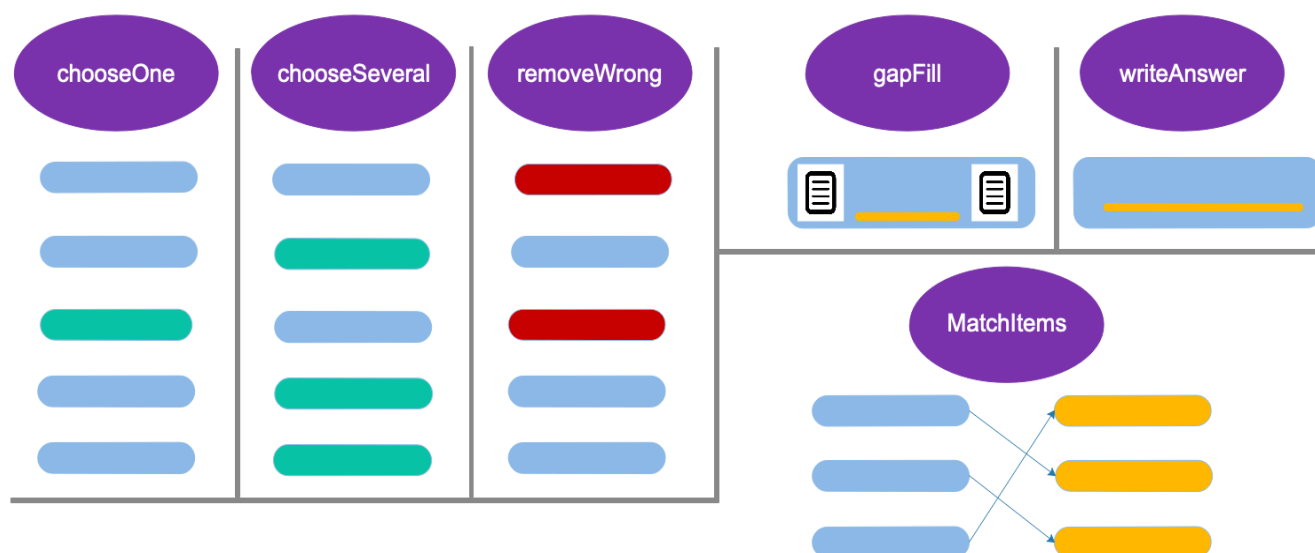 chooseOne
chooseSeveral
removeWrong
gapFill
writeAnswer
MatchItems